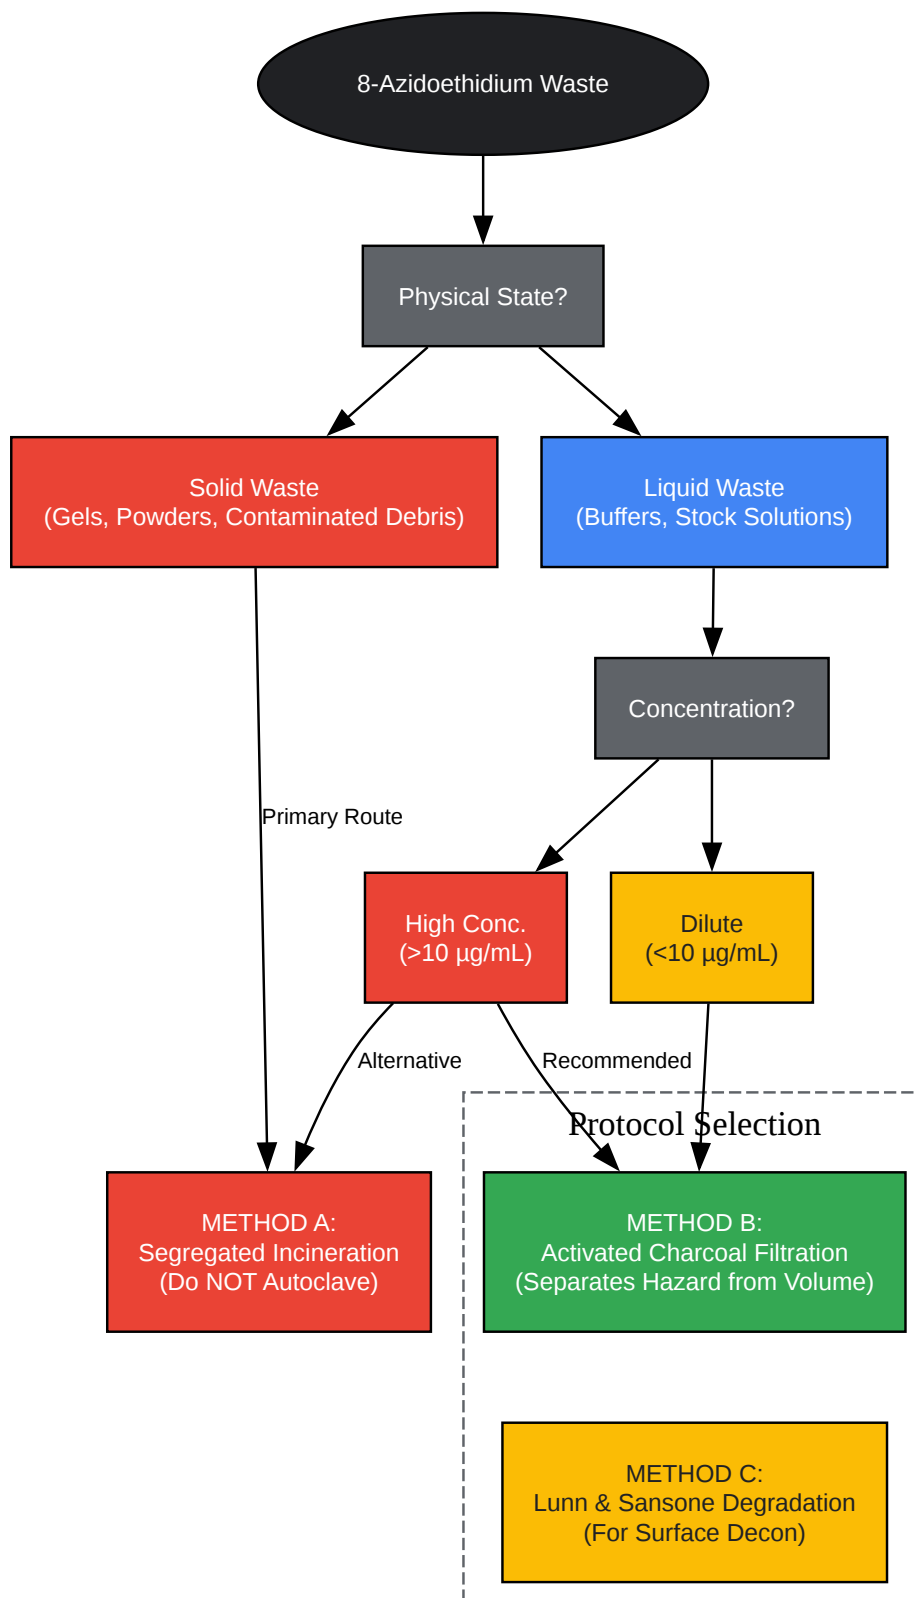 8-Azidoethidium Waste
Physical State?
Solid Waste
(Gels, Powders, Contaminated Debris)
Liquid Waste
(Buffers, Stock Solutions)
Concentration?
Primary Route
High Conc.
(>10 µg/mL)
Dilute
(<10 µg/mL)
Alternative
Recommended
Protocol Selection
METHOD A:
Segregated Incineration
(Do NOT Autoclave)
METHOD B:
Activated Charcoal Filtration
(Separates Hazard from Volume)
METHOD C:
Lunn & Sansone Degradation
(For Surface Decon)